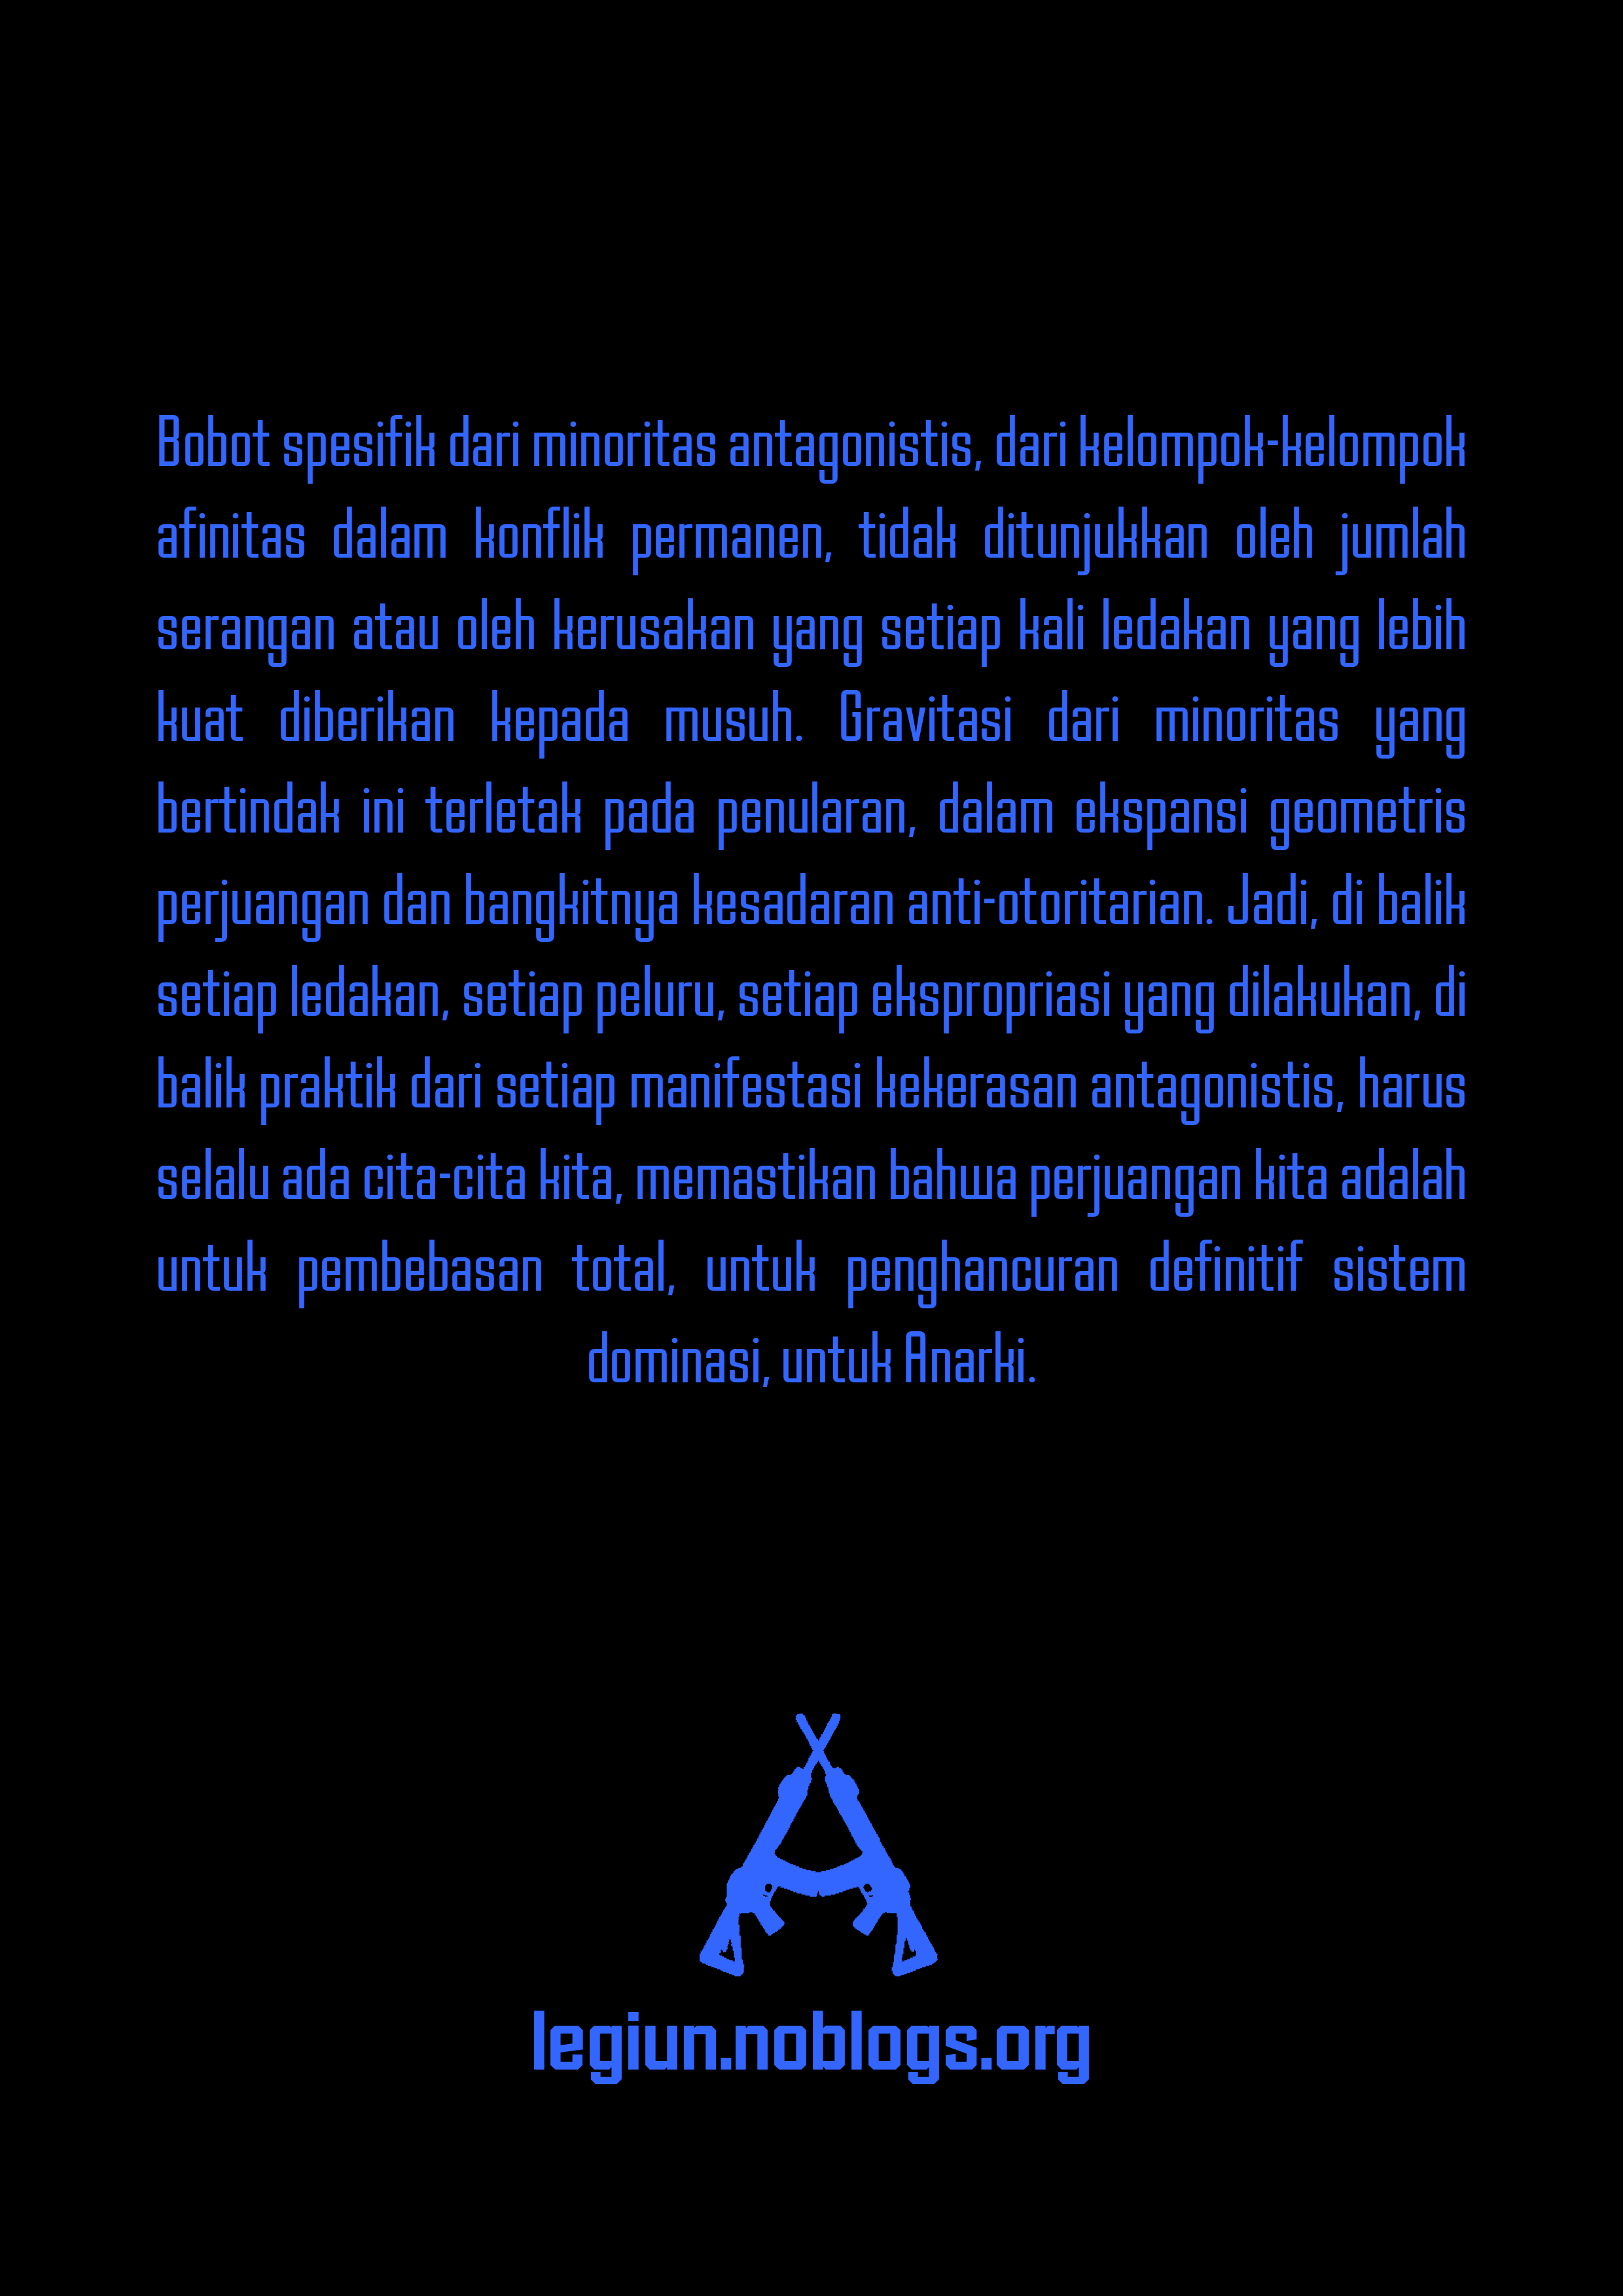 Bobot spesifik dari minoritas antagonistis, dari kelompok-kelompok
afinitas dalam konflik permanen, tidak ditunjukkan oleh jumlah
serangan atau oleh kerusakan yang setiap kali ledakan yang lebih
kuat diberikan kepada musuh. Gravitasi dari minoritas yang
bertindak ini terletak pada penularan, dalam ekspansi geometris
perjuangan dan bangkitnya kesadaran anti-otoritarian. Jadi, di balik
setiap ledakan, setiap peluru, setiap ekspropriasi yang dilakukan, di
balik praktik dari setiap manifestasi kekerasan antagonistis, harus
selalu ada cita-cita kita, memastikan bahwa perjuangan kita adalah
untuk pembebasan total, untuk penghancuran definitif sistem
dominasi, untuk Anarki.
legiun.noblogs.org